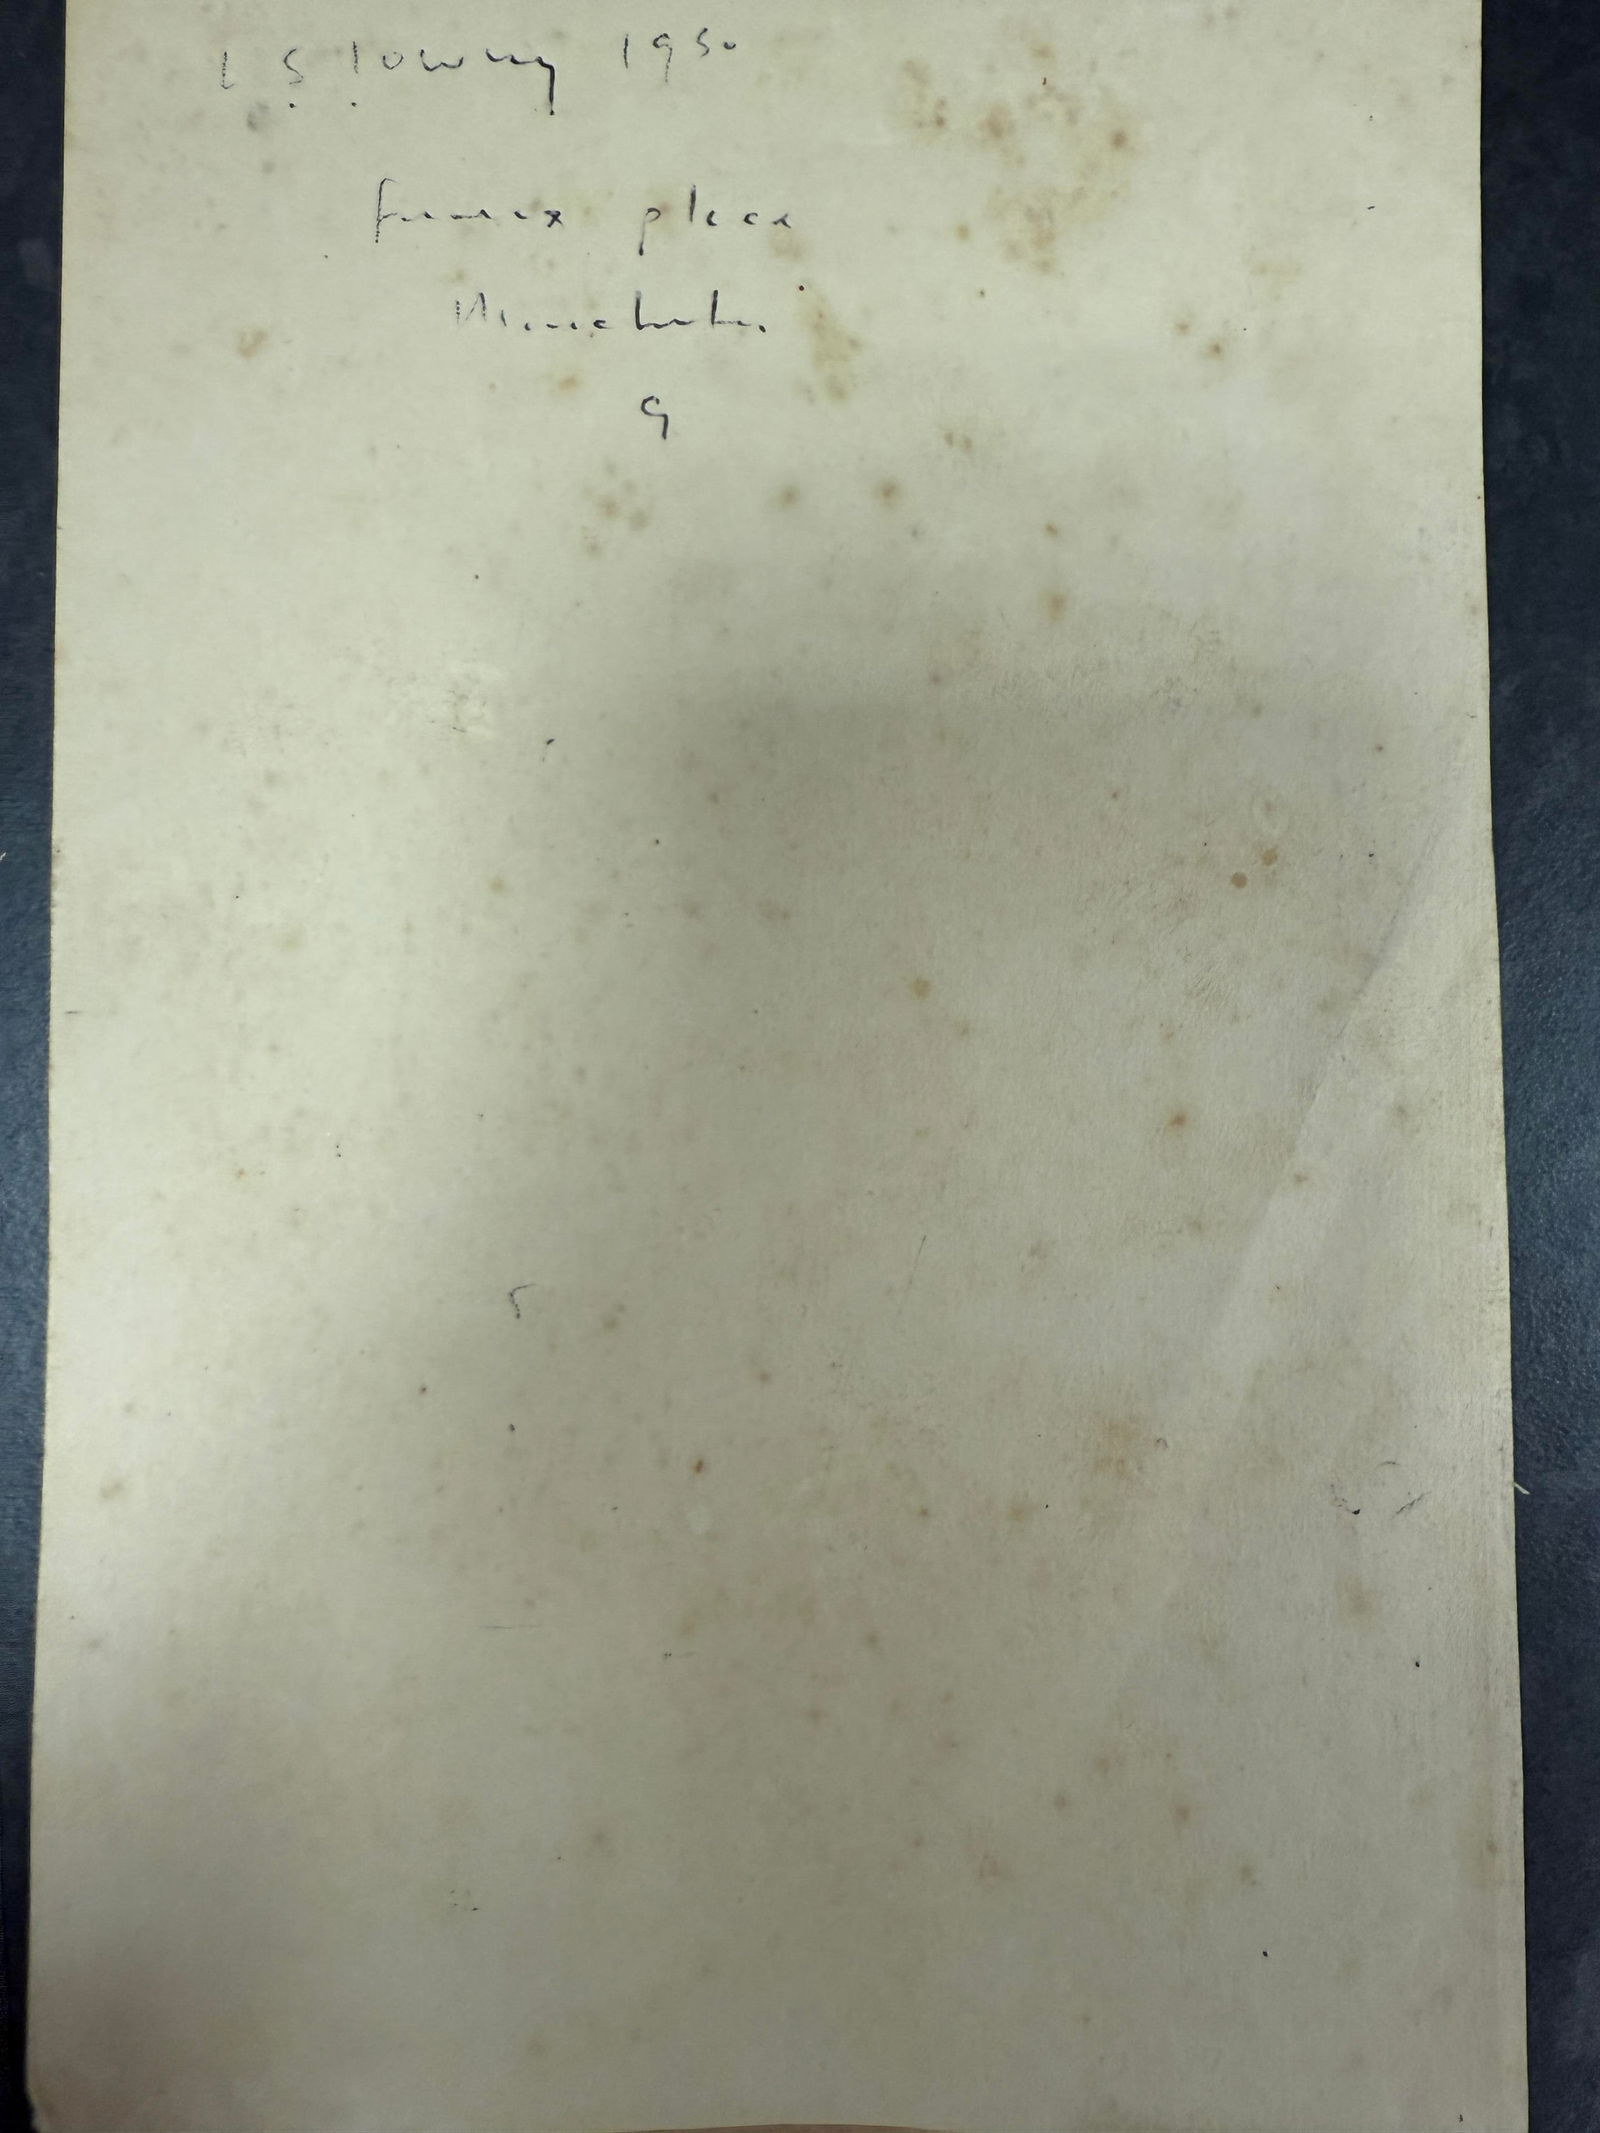 L. S. Lowry 1950
place
Manchester
9